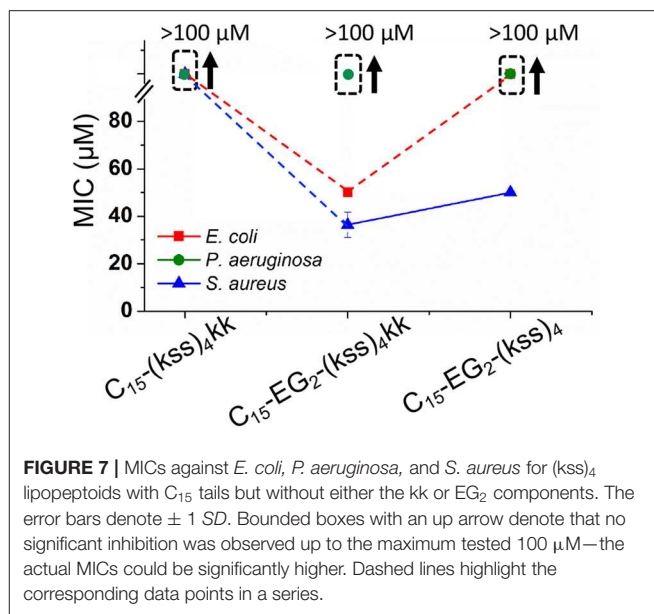 >100 μM >100 μM >100 μM
MIC (μM)
80
60
40
20
0
E. coli
P. aeruginosa
S. aureus
C₁₅-(kss)₄kk
C₁₅-EG₂-(kss)₄kk
C₁₅-EG₂-(kss)₄
FIGURE 7 | MICs against E. coli, P. aeruginosa, and S. aureus for (kss)₄
lipopeptoids with C₁₅ tails but without either the kk or EG₂ components. The
error bars denote ± 1 SD. Bounded boxes with an up arrow denote that no
significant inhibition was observed up to the maximum tested 100 μM—the
actual MICs could be significantly higher. Dashed lines highlight the
corresponding data points in a series.